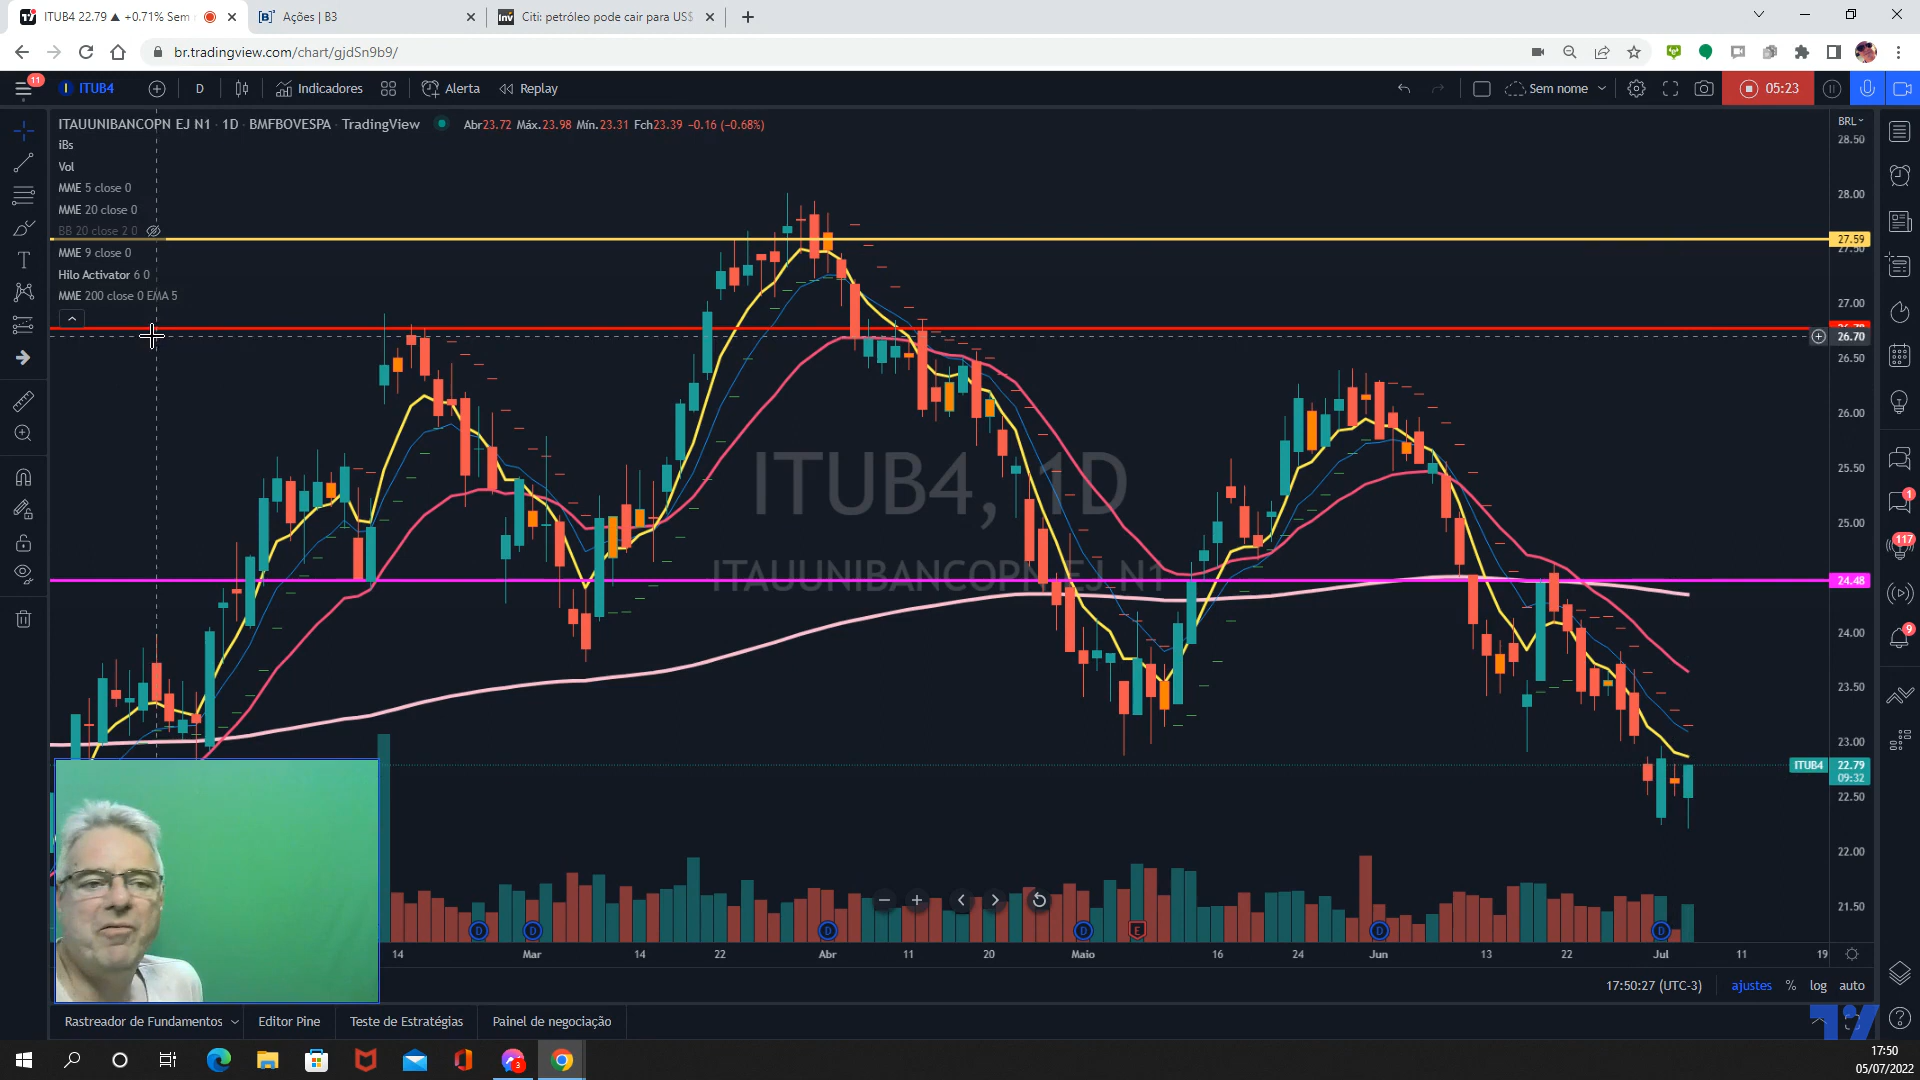 ITUB4 22.79 ▲ +0.71% Sem
Ações | B3
Citi: petróleo pode cair para US$
br.tradingview.com/chart/gjdSn9b9/
11
ITUB4
D
Indicadores
Alerta
Replay
Sem nome
05:23
ITAUUNIBANCOPN EJ N1 · 1D · BMFBOVESPA · TradingView
Abr23.72 Máx.23.98 Mín.23.31 Fch23.39 −0.16 (−0.68%)
BRL
iBs
Vol
MME 5 close 0
MME 20 close 0
BB 20 close 2 0
MME 9 close 0
Hilo Activator 6 0
MME 200 close 0 EMA 5
28.50
28.00
27.59
27.00
26.70
26.50
26.00
25.50
25.00
24.48
24.00
23.50
23.00
ITUB4 22.79
09:32
22.50
22.00
21.50
ITUB4, 1D
ITAUUNIBANCOPN EJ N1
1
117
9
D
D
D
D
E
D
D
14
Mar
14
22
Abr
11
20
Maio
16
24
Jun
13
22
Jul
11
19
17:50:27 (UTC-3)
ajustes
%
log
auto
Rastreador de Fundamentos
Editor Pine
Teste de Estratégias
Painel de negociação
3
17:50
05/07/2022